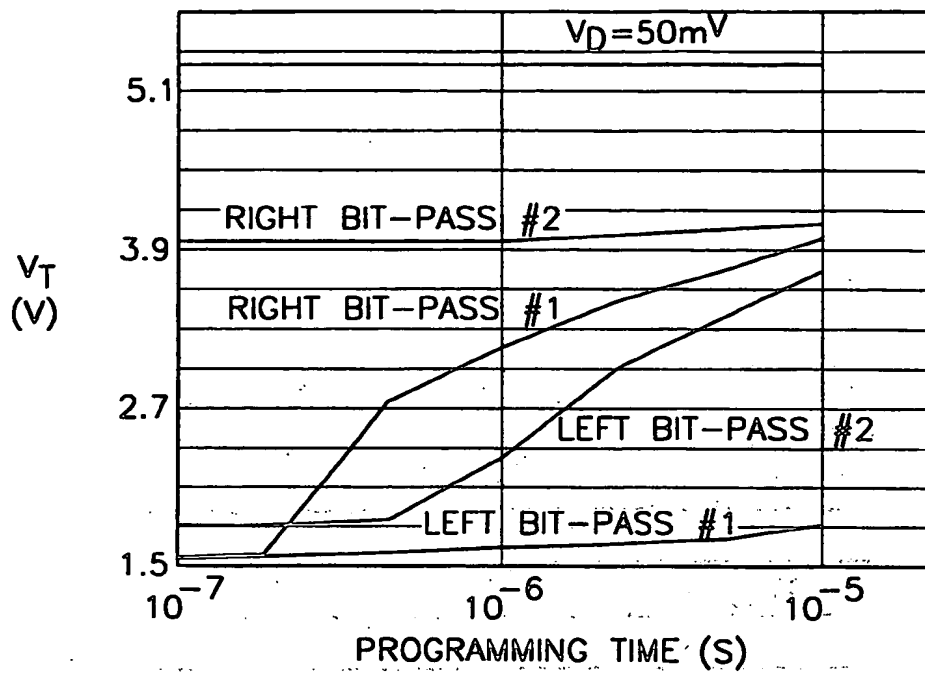 V_D=50mV
5.1
RIGHT BIT-PASS #2
3.9
V_T
(V)
RIGHT BIT-PASS #1
2.7
LEFT BIT-PASS #2
LEFT BIT-PASS #1
1.5
10^-7
10^-6
10^-5
PROGRAMMING TIME (S)